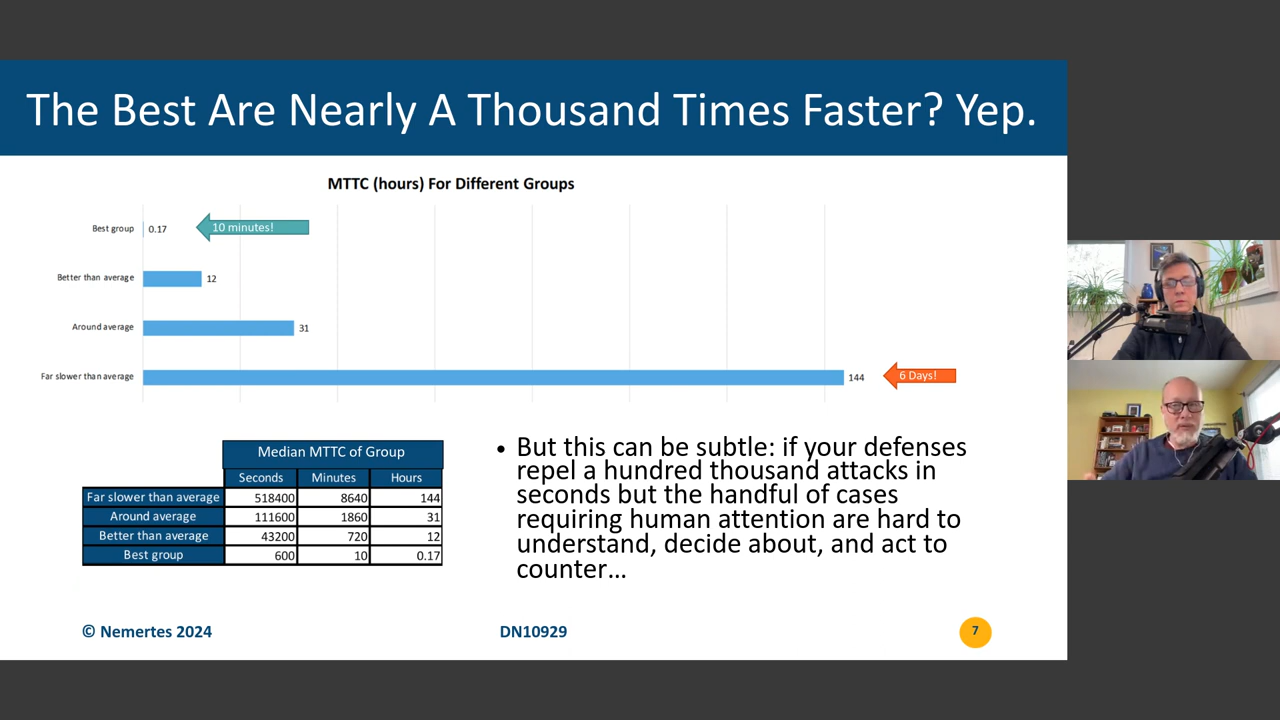 The Best Are Nearly A Thousand Times Faster? Yep.
MTTC (hours) For Different Groups
Best group 0.17 10 minutes!
Better than average 12
Around average 31
Far slower than average 144 6 Days!
Median MTTC of Group
Seconds Minutes Hours
Far slower than average 518400 8640 144
Around average 111600 1860 31
Better than average 43200 720 12
Best group 600 10 0.17
• But this can be subtle: if your defenses
repel a hundred thousand attacks in
seconds but the handful of cases
requiring human attention are hard to
understand, decide about, and act to
counter…
© Nemertes 2024 DN10929 7